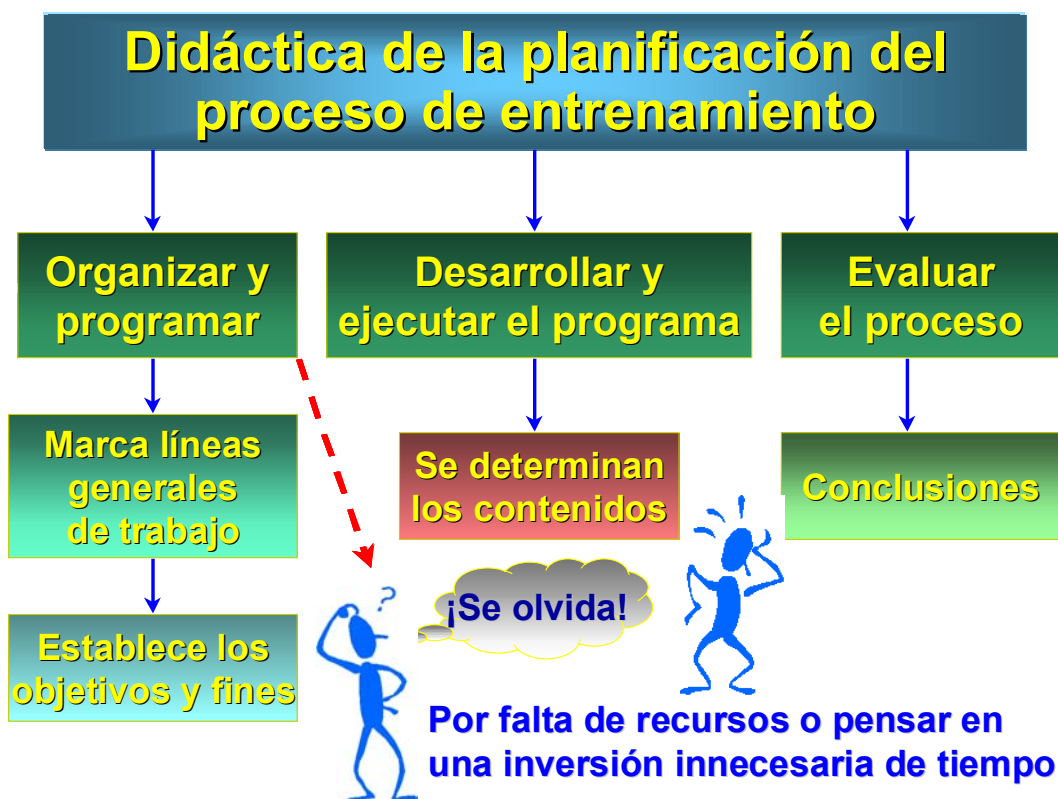 Didáctica de la planificación del
proceso de entrenamiento
Organizar y
programar
Desarrollar y
ejecutar el programa
Evaluar
el proceso
Marca líneas
generales
de trabajo
Se determinan
los contenidos
Conclusiones
Establece los
objetivos y fines
?
¡Se olvida!
Por falta de recursos o pensar en
una inversión innecesaria de tiempo